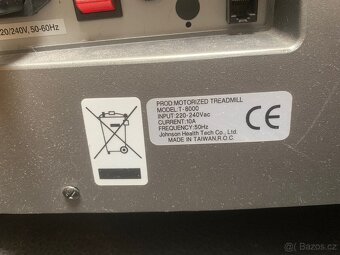 20/240V, 50-60Hz
PROD:MOTORIZED TREADMILL
MODEL:T-8000
INPUT:220-240Vac
CURRENT:10A
FREQUENCY:50Hz
Johnson Health Tech Co., Ltd.
MADE IN TAIWAN,R.O.C.
CE
Bazos.cz